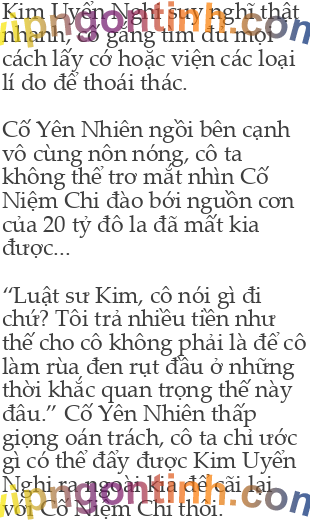 Kim Uyển Nghi suy nghĩ thật
nhanh, cố gắng tìm đủ mọi
cách lấy cớ hoặc viện các loại
lí do để thoái thác.
Cố Yên Nhiên ngồi bên cạnh
vô cùng nôn nóng, cô ta
không thể trơ mắt nhìn Cố
Niệm Chi đào bới nguồn cơn
của 20 tỷ đô la đã mất kia
được...
“Luật sư Kim, cô nói gì đi
chứ? Tôi trả nhiều tiền như
thế cho cô không phải là để cô
làm rùa đen rụt đầu ở những
thời khắc quan trọng thế này
đâu.” Cố Yên Nhiên thấp
giọng oán trách, cô ta chỉ ước
gì có thể đẩy được Kim Uyển
Nghi ra ngoài kia để cãi lại
với Cố Niệm Chi thôi.
vipngontinh.com
vipngontinh.com